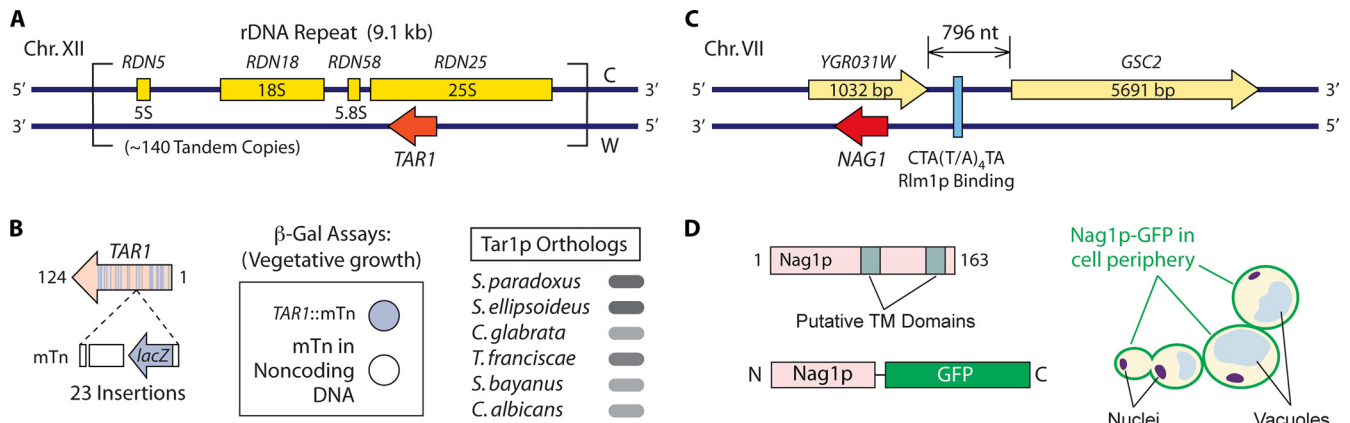 A
rDNA Repeat (9.1 kb)
Chr. XII
RDN5 RDN18 RDN58 RDN25
C
5′ 18S 25S 3′
5S 5.8S
3′ 5′
(~140 Tandem Copies) TAR1 W
B
TAR1
124 1
mTn lacZ
23 Insertions
β-Gal Assays:
(Vegetative growth)
TAR1::mTn
mTn in
Noncoding
DNA
Tar1p Orthologs
S. paradoxus
S. ellipsoideus
C. glabrata
T. franciscae
S. bayanus
C. albicans
C
796 nt
Chr. VII
YGR031W GSC2
5′ 1032 bp 5691 bp 3′
3′ 5′
NAG1 CTA(T/A)4TA
Rlm1p Binding
D
1 Nag1p 163
Putative TM Domains
N Nag1p GFP C
Nag1p-GFP in
cell periphery
Nuclei Vacuoles